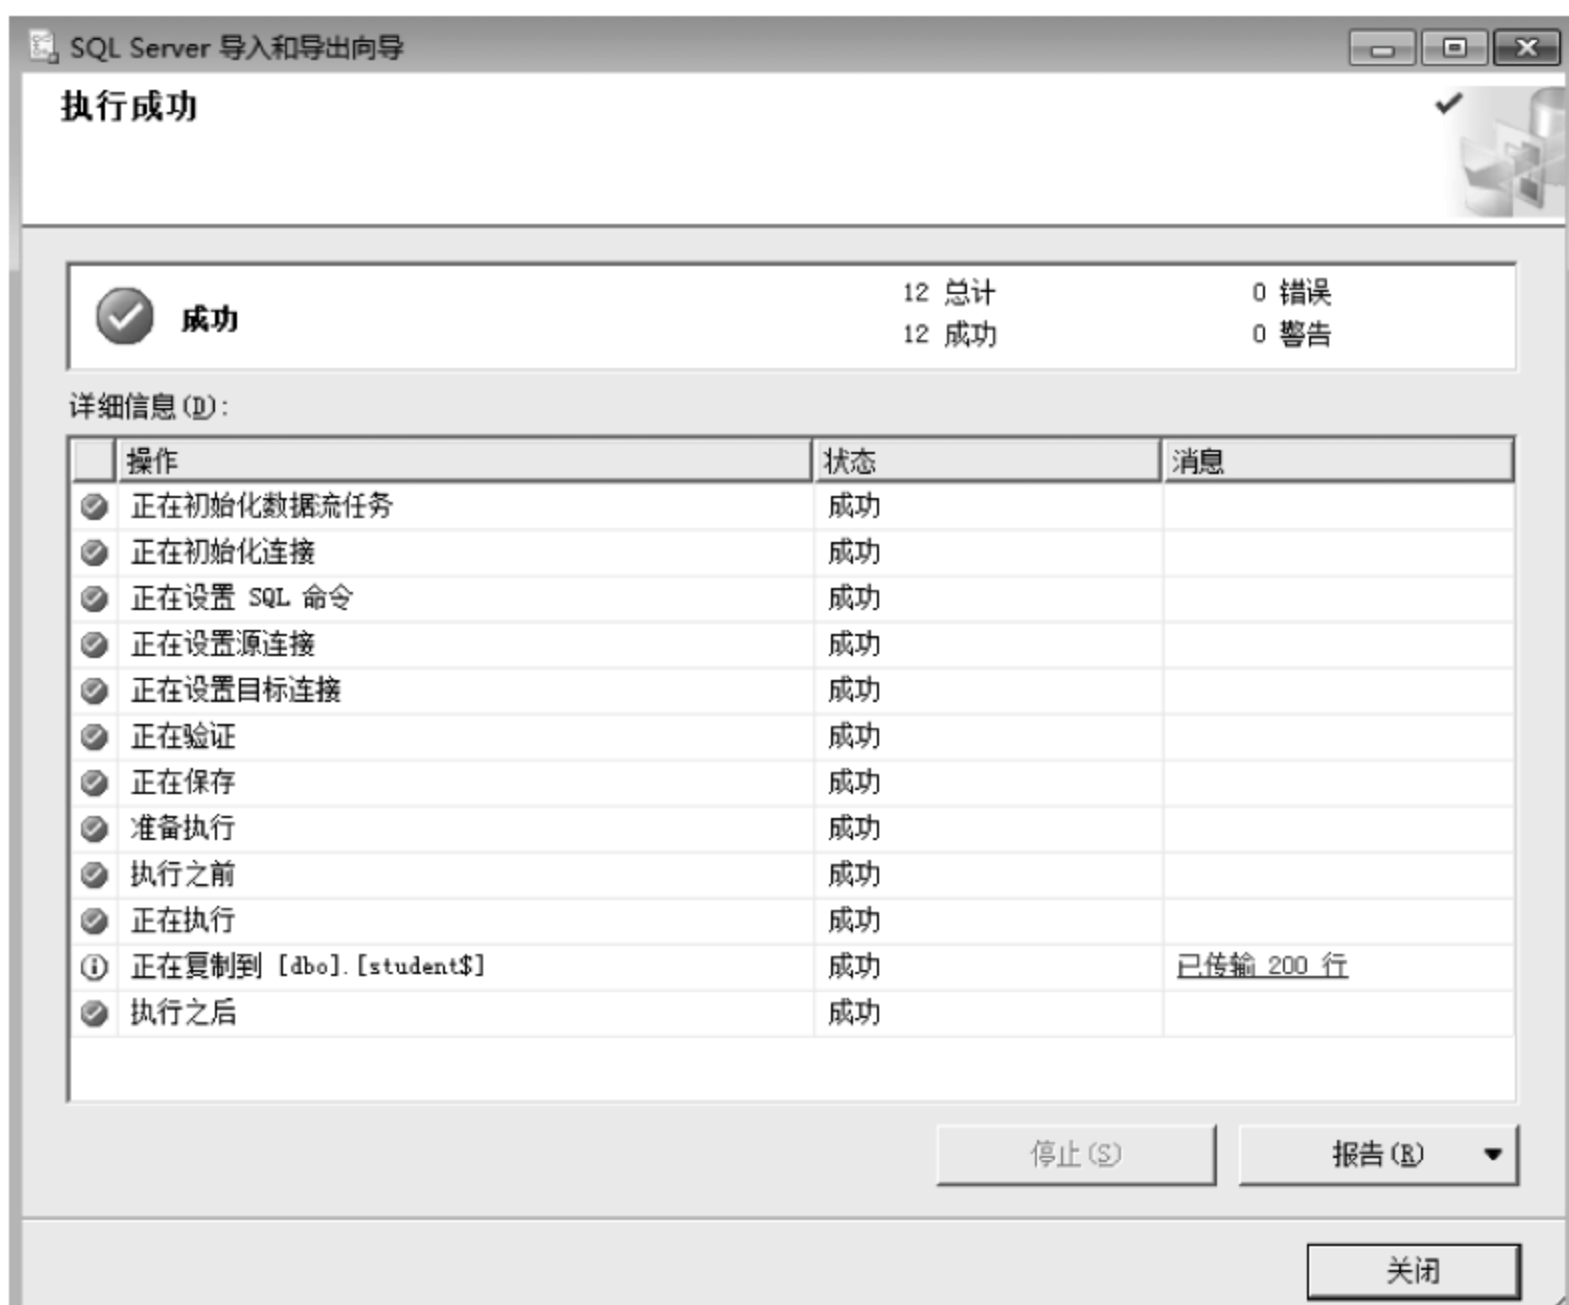 SQL Server 导入和导出向导
执行成功
成功
12 总计
0 错误
12 成功
0 警告
详细信息(D):
操作 状态 消息
正在初始化数据流任务 成功
正在初始化连接 成功
正在设置 SQL 命令 成功
正在设置源连接 成功
正在设置目标连接 成功
正在验证 成功
正在保存 成功
准备执行 成功
执行之前 成功
正在执行 成功
正在复制到 [dbo].[student$] 成功 已传输 200 行
执行之后 成功
停止(S) 报告(R)
关闭